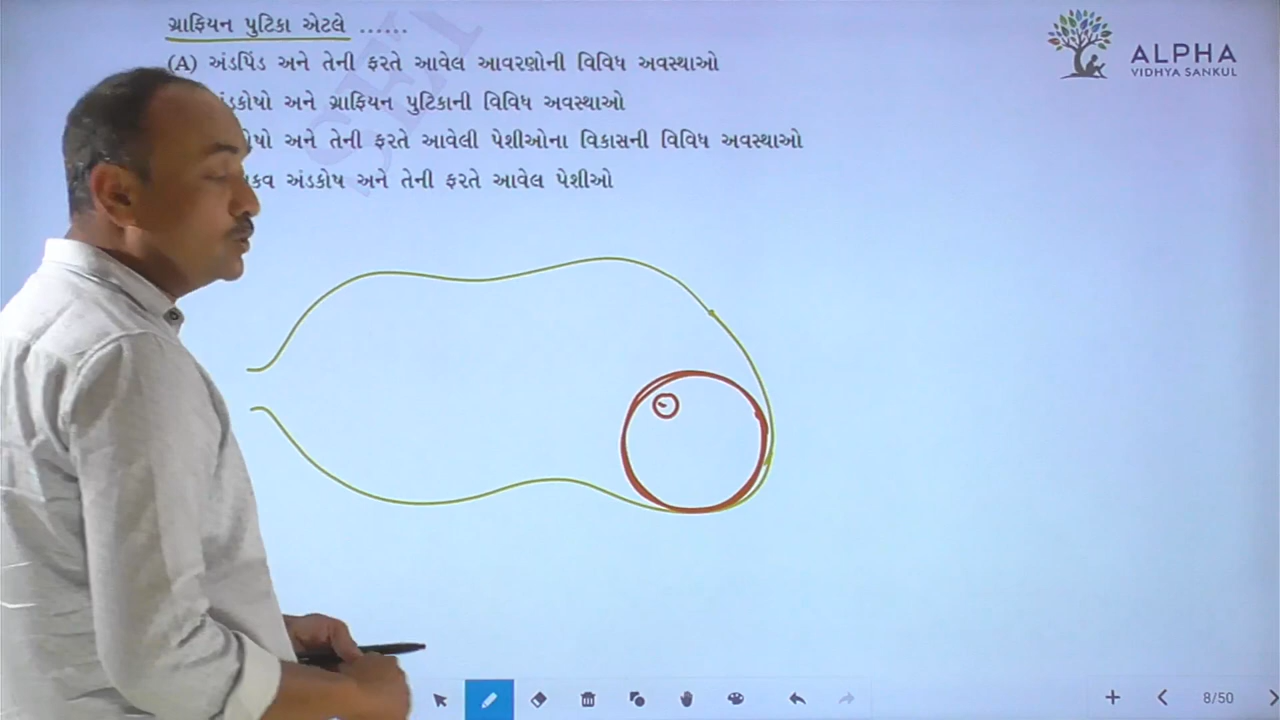 ગ્રાફિયન પુટિકા એટલે ......
(A) અંડપિંડ અને તેની ફરતે આવેલ આવરણોની વિવિધ અવસ્થાઓ
અને ગ્રાફિયન પુટિકાની વિવિધ અવસ્થાઓ
અને તેની ફરતે આવેલી પેશીઓના વિકાસની વિવિધ અવસ્થાઓ
અંડકોષ અને તેની ફરતે આવેલ પેશીઓ
ALPHA
VIDHYA SANKUL
8/50